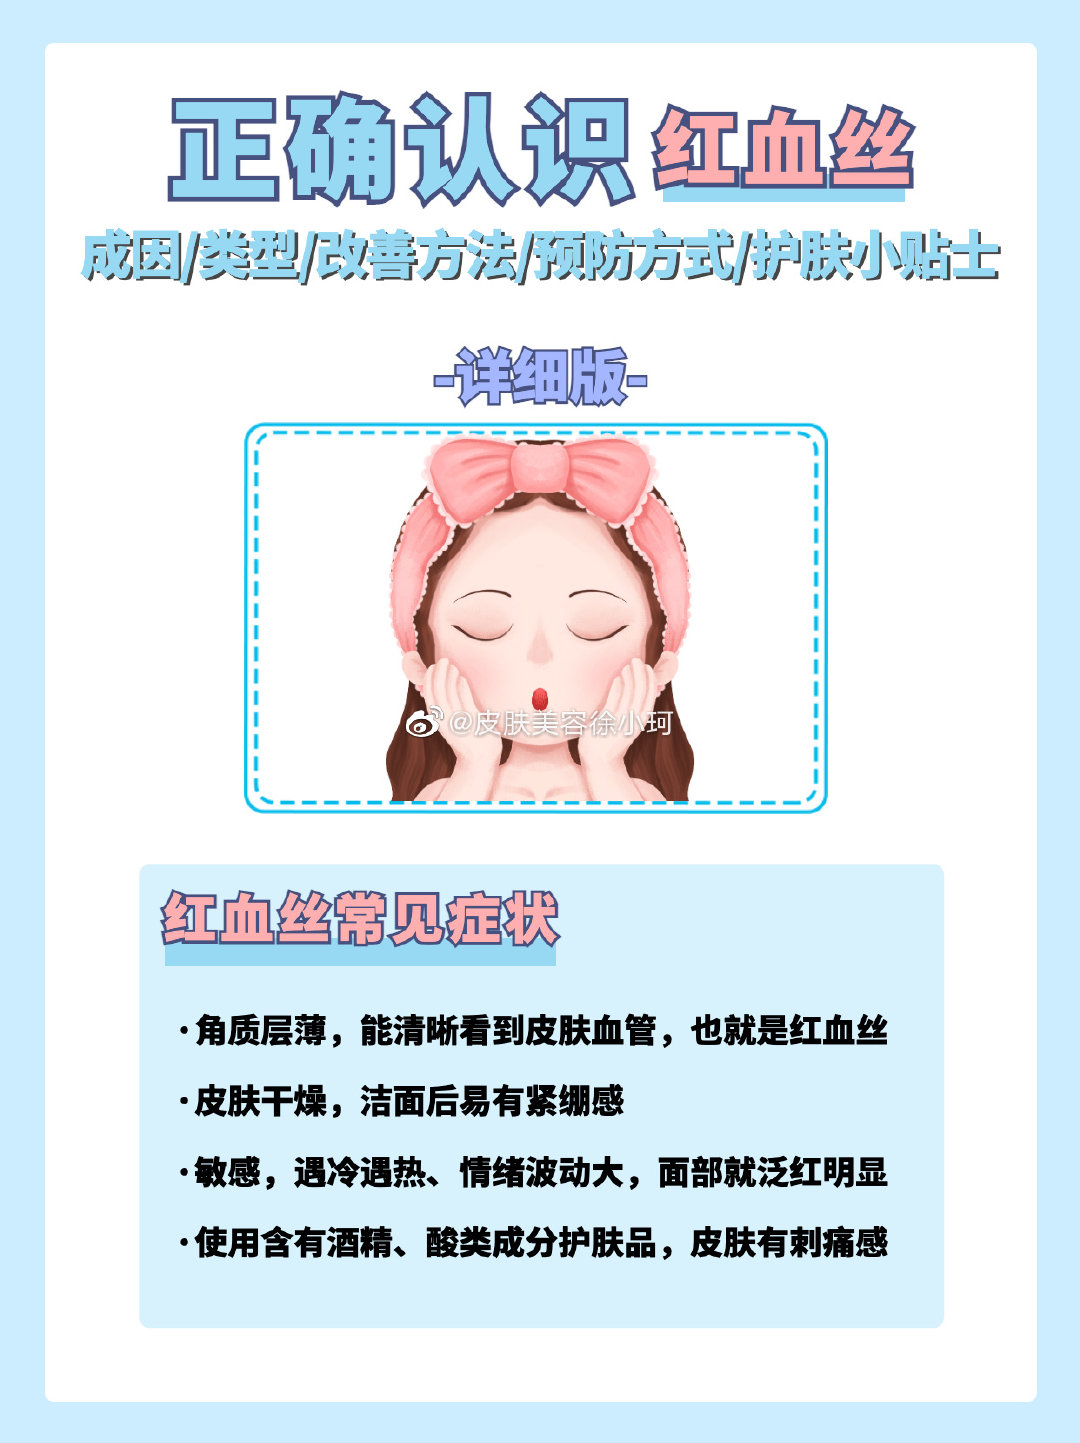 正确认识 红血丝
成因/类型/改善方法/预防方式/护肤小贴士
-详细版-
@皮肤美容徐小珂
红血丝常见症状
·角质层薄，能清晰看到皮肤血管，也就是红血丝
·皮肤干燥，洁面后易有紧绷感
·敏感，遇冷遇热、情绪波动大，面部就泛红明显
·使用含有酒精、酸类成分护肤品，皮肤有刺痛感